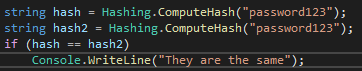 string hash = Hashing.ComputeHash("password123");
string hash2 = Hashing.ComputeHash("password123");
if (hash == hash2)
    Console.WriteLine("They are the same");